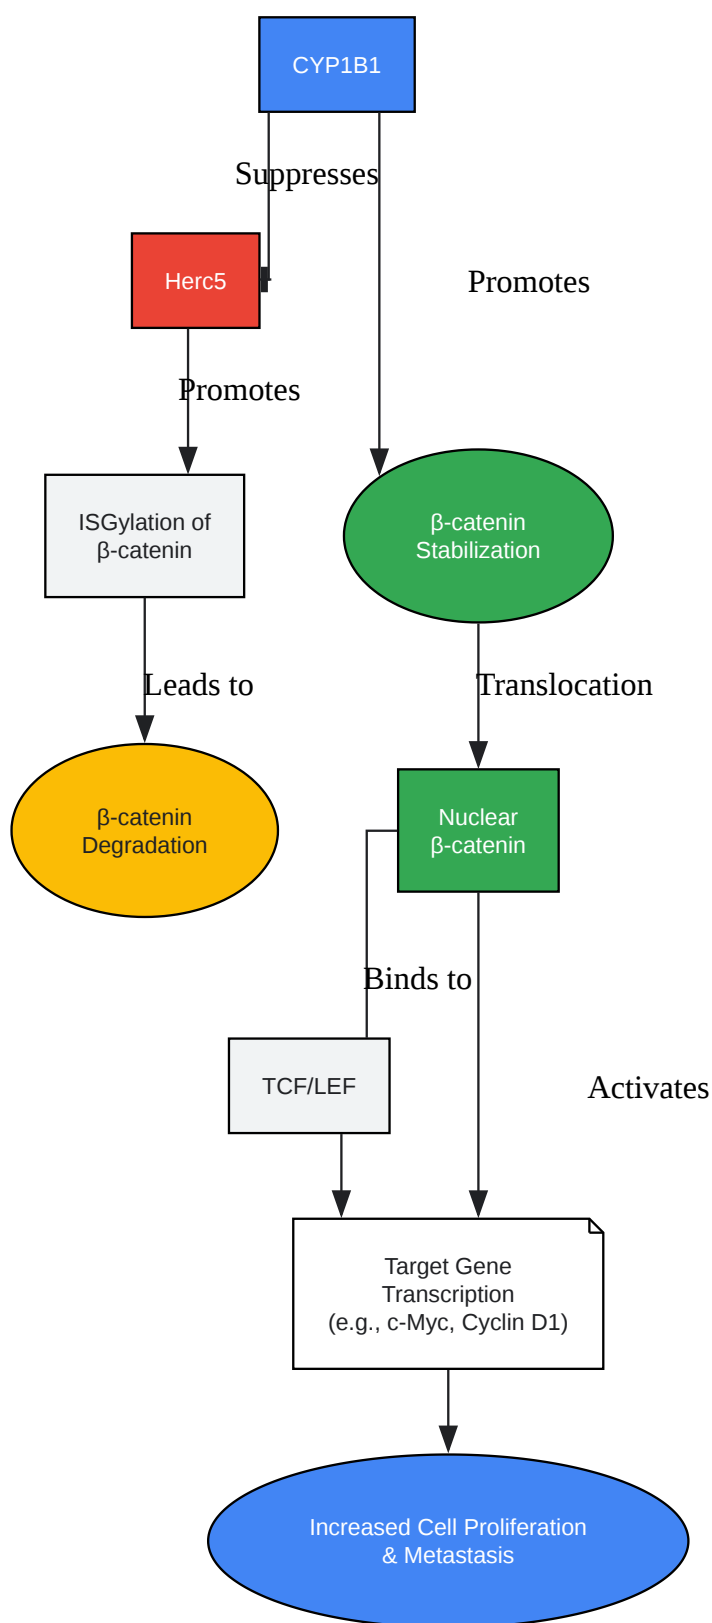 CYP1B1
Suppresses
Herc5
Promotes
Promotes
ISGylation of
β-catenin
β-catenin
Stabilization
Leads to
Translocation
β-catenin
Degradation
Nuclear
β-catenin
Binds to
TCF/LEF
Activates
Target Gene
Transcription
(e.g., c-Myc, Cyclin D1)
Increased Cell Proliferation
& Metastasis